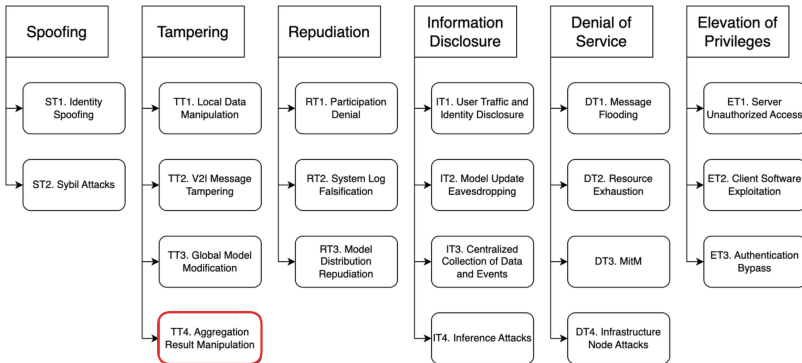 Spoofing
Tampering
Repudiation
Information
Disclosure
Denial of
Service
Elevation of
Privileges
ST1. Identity
Spoofing
TT1. Local Data
Manipulation
RT1. Participation
Denial
IT1. User Traffic and
Identity Disclosure
DT1. Message
Flooding
ET1. Server
Unauthorized Access
ST2. Sybil Attacks
TT2. V2I Message
Tampering
RT2. System Log
Falsification
IT2. Model Update
Eavesdropping
DT2. Resource
Exhaustion
ET2. Client Software
Exploitation
TT3. Global Model
Modification
RT3. Model
Distribution
Repudiation
IT3. Centralized
Collection of Data
and Events
DT3. MitM
ET3. Authentication
Bypass
TT4. Aggregation
Result Manipulation
IT4. Inference Attacks
DT4. Infrastructure
Node Attacks